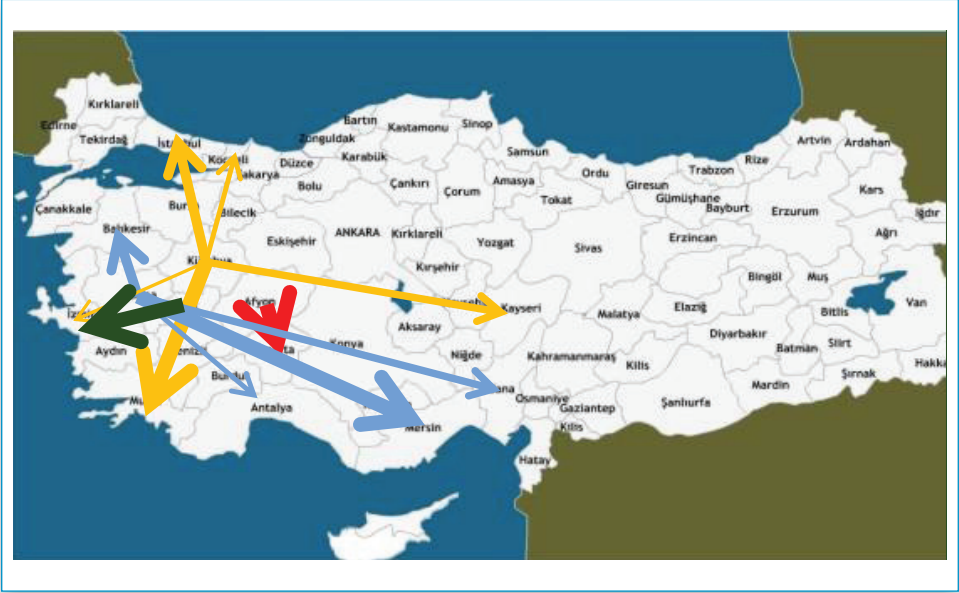 Kırklareli
Edirne
Tekirdağ
Bartın
Kastamonu
Sinop
Zonguldak
Karabük
Düzce
Bolu
Bilecik
Çanakkale
Eskişehir
ANKARA
Kırklareli
Çankırı
Çorum
Samsun
Amasya
Tokat
Ordu
Giresun
Trabzon
Rize
Artvin
Ardahan
Gümüşhane
Bayburt
Erzurum
Kars
Iğdır
Ağrı
Erzincan
Sivas
Yozgat
Kırşehir
Kayseri
Malatya
Elazığ
Bingöl
Muş
Bitlis
Van
Diyarbakır
Batman
Siirt
Hakka
Şırnak
Mardin
Şanlıurfa
Kilis
Kahramanmaraş
Osmaniye
Gaziantep
Kilis
Hatay
Niğde
Aksaray
Konya
Afyon
Aydın
Antalya
Mersin